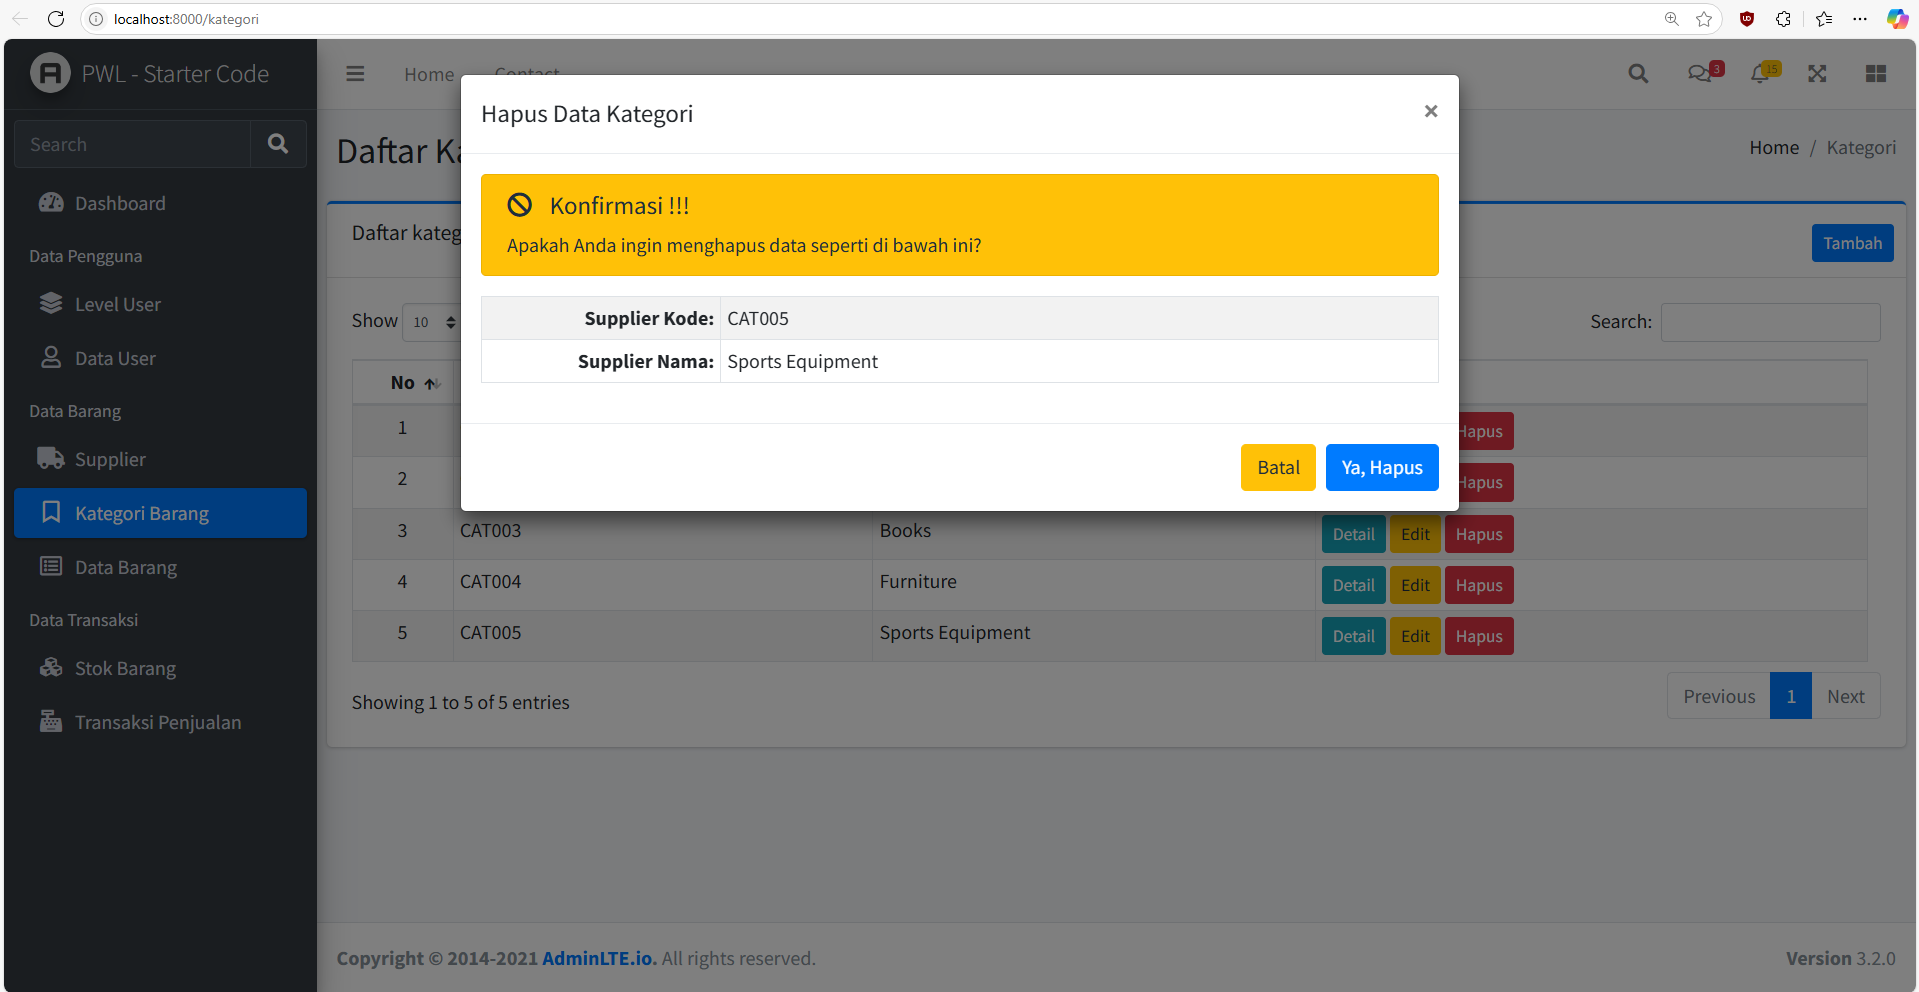 localhost:8000/kategori
PWL - Starter Code
Home Contact
3
15
Search
Dashboard
Data Pengguna
Level User
Data User
Data Barang
Supplier
Kategori Barang
Data Barang
Data Transaksi
Stok Barang
Transaksi Penjualan
Hapus Data Kategori
×
Konfirmasi !!!
Apakah Anda ingin menghapus data seperti di bawah ini?
Supplier Kode: CAT005
Supplier Nama: Sports Equipment
Batal Ya, Hapus
Daftar Ka
Home / Kategori
Daftar kateg
Tambah
Show 10
Search:
No
1 Hapus
2 Hapus
3 CAT003 Books Detail Edit Hapus
4 CAT004 Furniture Detail Edit Hapus
5 CAT005 Sports Equipment Detail Edit Hapus
Showing 1 to 5 of 5 entries
Previous 1 Next
Copyright © 2014-2021 AdminLTE.io. All rights reserved.
Version 3.2.0